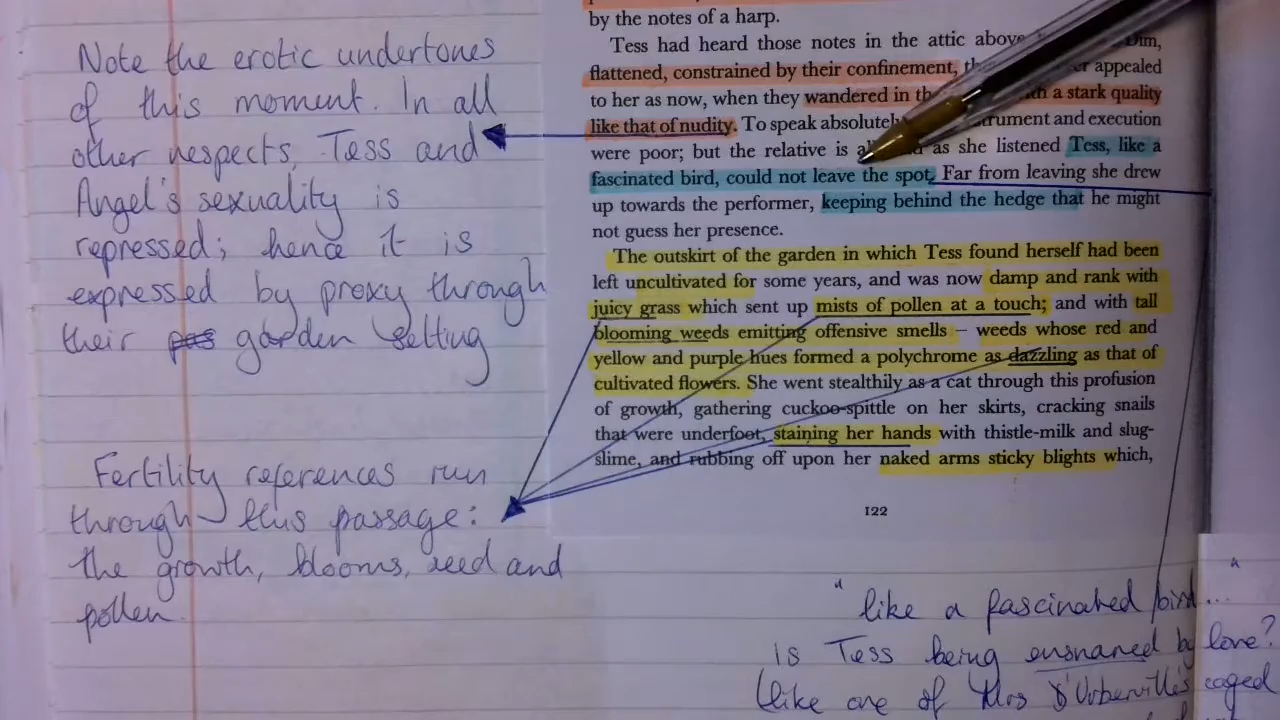 Note the erotic undertones
of this moment. In all
other respects, Tess and
Angel's sexuality is
repressed; hence it is
expressed by proxy through
their garden setting
Fertility references run
through this passage:
the growth, blooms, seed and
pollen.
by the notes of a harp.
Tess had heard those notes in the attic above Dim,
flattened, constrained by their confinement, appealed
to her as now, when they wandered in a stark quality
like that of nudity. To speak absolutely and execution
were poor; but the relative is as she listened Tess, like a
fascinated bird, could not leave the spot. Far from leaving she drew
up towards the performer, keeping behind the hedge that he might
not guess her presence.
The outskirt of the garden in which Tess found herself had been
left uncultivated for some years, and was now damp and rank with
juicy grass which sent up mists of pollen at a touch; and with tall
blooming weeds emitting offensive smells – weeds whose red and
yellow and purple hues formed a polychrome as dazzling as that of
cultivated flowers. She went stealthily as a cat through this profusion
of growth, gathering cuckoo-spittle on her skirts, cracking snails
that were underfoot, staining her hands with thistle-milk and slug-
slime, and rubbing off upon her naked arms sticky blights which,
122
"like a fascinated bird...
is Tess being ensnared by love?
(like one of Mrs D'Urberville's caged